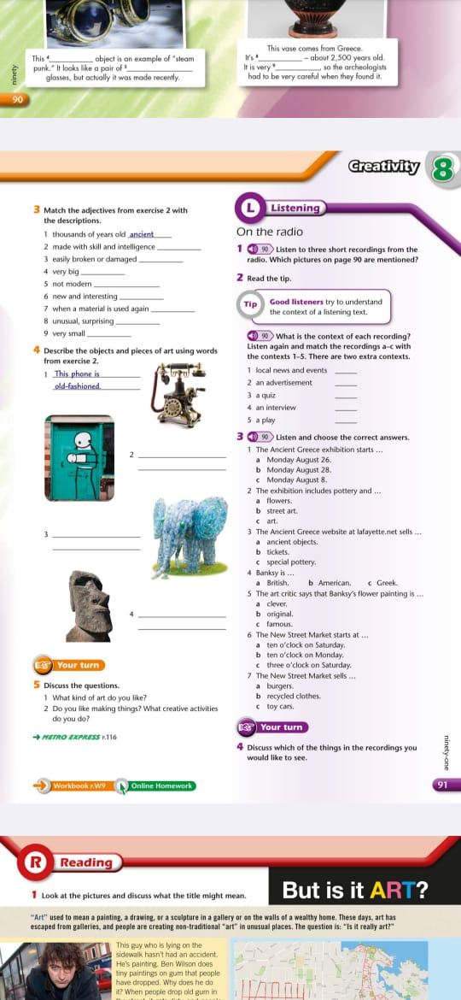 This 4__________ object is an example of "steam
punk." It looks like a pair of 5______________
glasses, but actually it was made recently.
This vase comes from Greece.
It's 8__________ – about 2,500 years old.
It is very 9__________, so the archeologists
had to be very careful when they found it.
ninety
90
Creativity 8
3 Match the adjectives from exercise 2 with
the descriptions.
1 thousands of years old ancient
2 made with skill and intelligence __________
3 easily broken or damaged __________
4 very big __________
5 not modern __________
6 new and interesting __________
7 when a material is used again __________
8 unusual, surprising __________
9 very small __________
4 Describe the objects and pieces of art using words
from exercise 2.
1 This phone is
old-fashioned.
2
3
4
Your turn
5 Discuss the questions.
1 What kind of art do you like?
2 Do you like making things? What creative activities
do you do?
METRO EXPRESS P.116
Workbook P.W9
Online Homework
L Listening
On the radio
1 90 Listen to three short recordings from the
radio. Which pictures on page 90 are mentioned?
2 Read the tip.
Tip
Good listeners try to understand
the context of a listening text.
90 What is the context of each recording?
Listen again and match the recordings a–c with
the contexts 1–5. There are two extra contexts.
1 local news and events _____
2 an advertisement _____
3 a quiz _____
4 an interview _____
5 a play _____
3 90 Listen and choose the correct answers.
1 The Ancient Greece exhibition starts …
a Monday August 26.
b Monday August 28.
c Monday August 8.
2 The exhibition includes pottery and …
a flowers.
b street art.
c art.
3 The Ancient Greece website at lafayette.net sells …
a ancient objects.
b tickets.
c special pottery.
4 Banksy is …
a British. b American. c Greek.
5 The art critic says that Banksy's flower painting is …
a clever.
b original.
c famous.
6 The New Street Market starts at …
a ten o'clock on Saturday.
b ten o'clock on Monday.
c three o'clock on Saturday.
7 The New Street Market sells …
a burgers.
b recycled clothes.
c toy cars.
Your turn
4 Discuss which of the things in the recordings you
would like to see.
ninety-one
91
R Reading
1 Look at the pictures and discuss what the title might mean.
But is it ART?
"Art" used to mean a painting, a drawing, or a sculpture in a gallery or on the walls of a wealthy home. These days, art has
escaped from galleries, and people are creating non-traditional "art" in unusual places. The question is: "Is it really art?"
This guy who is lying on the
sidewalk hasn't had an accident.
He's painting. Ben Wilson does
tiny paintings on gum that people
have dropped. Why does he do
it? When people drop old gum in